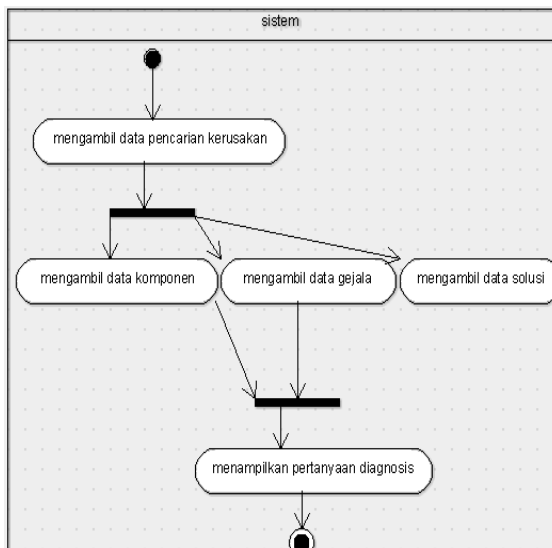 sistem
mengambil data pencarian kerusakan
mengambil data komponen
mengambil data gejala
mengambil data solusi
menampilkan pertanyaan diagnosis